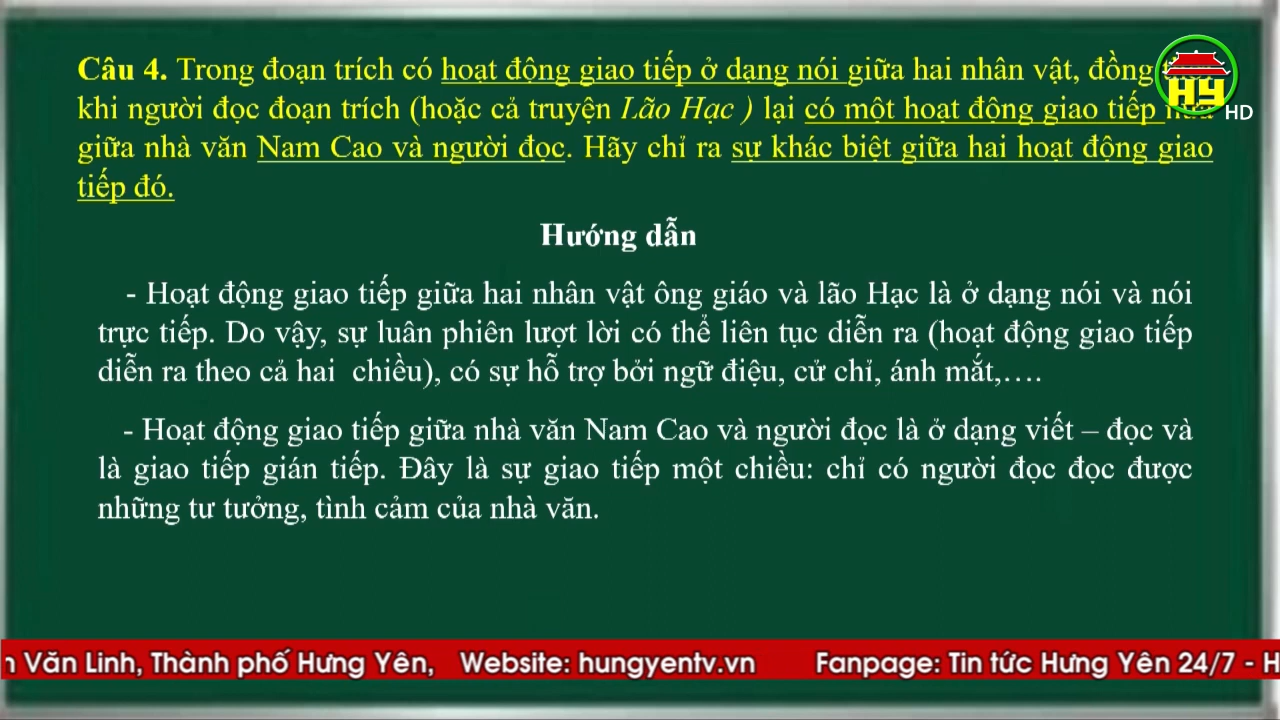 Câu 4. Trong đoạn trích có hoạt động giao tiếp ở dạng nói giữa hai nhân vật, đồng
khi người đọc đoạn trích (hoặc cả truyện Lão Hạc ) lại có một hoạt động giao tiếp
giữa nhà văn Nam Cao và người đọc. Hãy chỉ ra sự khác biệt giữa hai hoạt động giao
tiếp đó.
HY
HD
Hướng dẫn
- Hoạt động giao tiếp giữa hai nhân vật ông giáo và lão Hạc là ở dạng nói và nói
trực tiếp. Do vậy, sự luân phiên lượt lời có thể liên tục diễn ra (hoạt động giao tiếp
diễn ra theo cả hai chiều), có sự hỗ trợ bởi ngữ điệu, cử chỉ, ánh mắt,….
- Hoạt động giao tiếp giữa nhà văn Nam Cao và người đọc là ở dạng viết – đọc và
là giao tiếp gián tiếp. Đây là sự giao tiếp một chiều: chỉ có người đọc đọc được
những tư tưởng, tình cảm của nhà văn.
Văn Linh, Thành phố Hưng Yên, Website: hungyentv.vn Fanpage: Tin tức Hưng Yên 24/7 - H